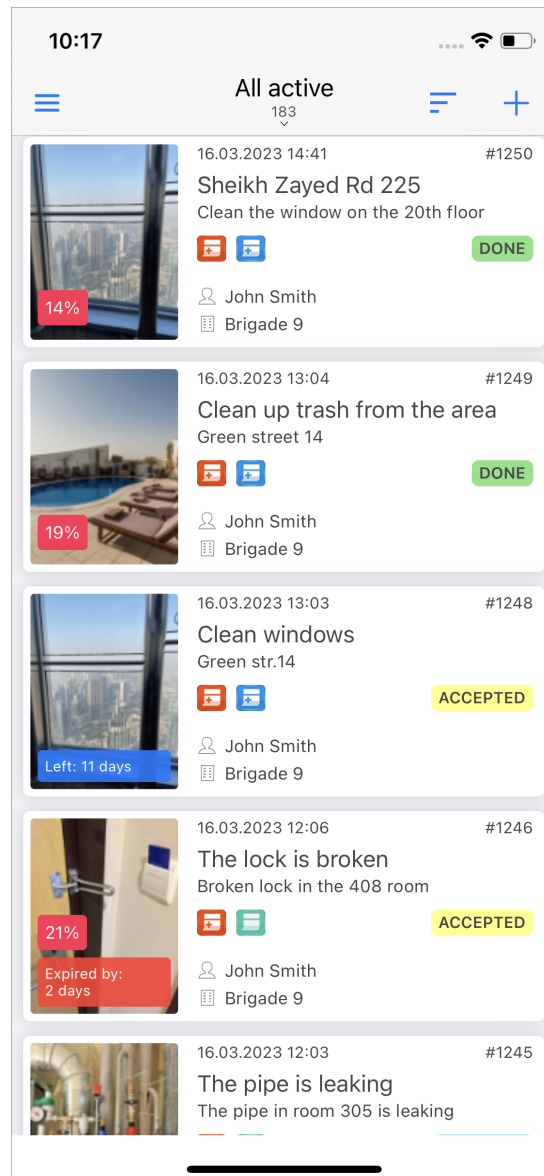 10:17
All active
183
16.03.2023 14:41 #1250
Sheikh Zayed Rd 225
Clean the window on the 20th floor
DONE
14%
John Smith
Brigade 9
16.03.2023 13:04 #1249
Clean up trash from the area
Green street 14
DONE
19%
John Smith
Brigade 9
16.03.2023 13:03 #1248
Clean windows
Green str.14
ACCEPTED
John Smith
Left: 11 days
Brigade 9
16.03.2023 12:06 #1246
The lock is broken
Broken lock in the 408 room
ACCEPTED
21%
John Smith
Expired by:
2 days
Brigade 9
16.03.2023 12:03 #1245
The pipe is leaking
The pipe in room 305 is leaking